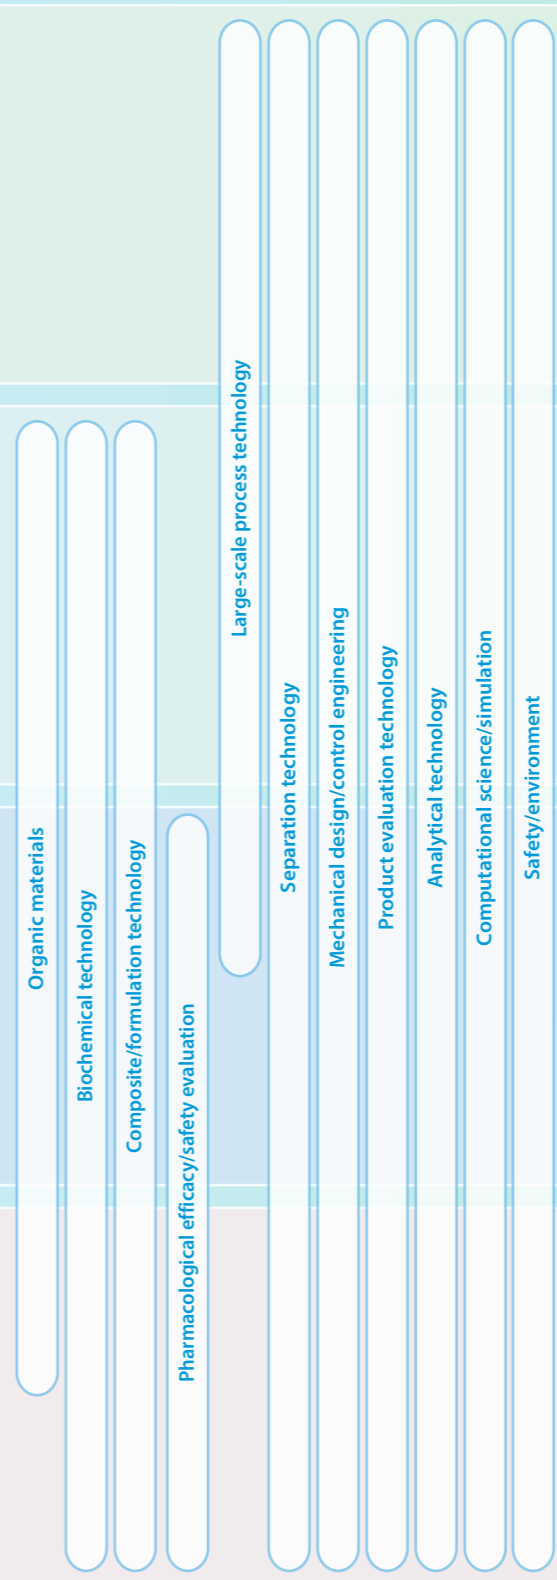 Organic materials
Biochemical technology
Composite/formulation technology
Pharmacological efficacy/safety evaluation
Large-scale process technology
Separation technology
Mechanical design/control engineering
Product evaluation technology
Analytical technology
Computational science/simulation
Safety/environment